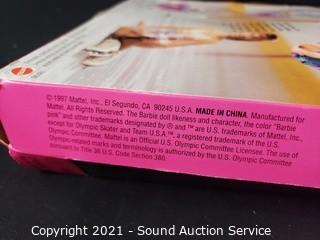 © 1997 Mattel, Inc., El Segundo, CA 90245 U.S.A. MADE IN CHINA. Manufactured for
Mattel. All Rights Reserved. The Barbie doll likeness and character, the color "Barbie
pink" and other trademarks designated by ® and ™ are U.S. trademarks of Mattel, Inc.,
except for Olympic Skater and Team U.S.A.™, a registered trademark of the U.S.
Olympic Committee. Mattel is an Official U.S. Olympic Committee Licensee. The use of
Olympic-related marks and terminology is authorized by the U.S. Olympic Committee
pursuant to Title 36 U.S. Code Section 380.
Copyright 2021 - Sound Auction Service